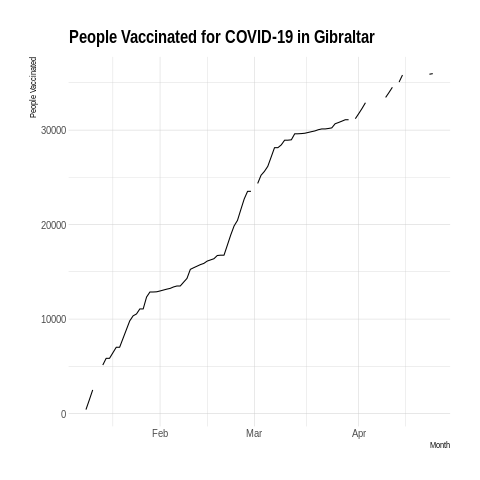 People Vaccinated for COVID-19 in Gibraltar
People Vaccinated
30000
20000
10000
0
Feb Mar Apr
Month